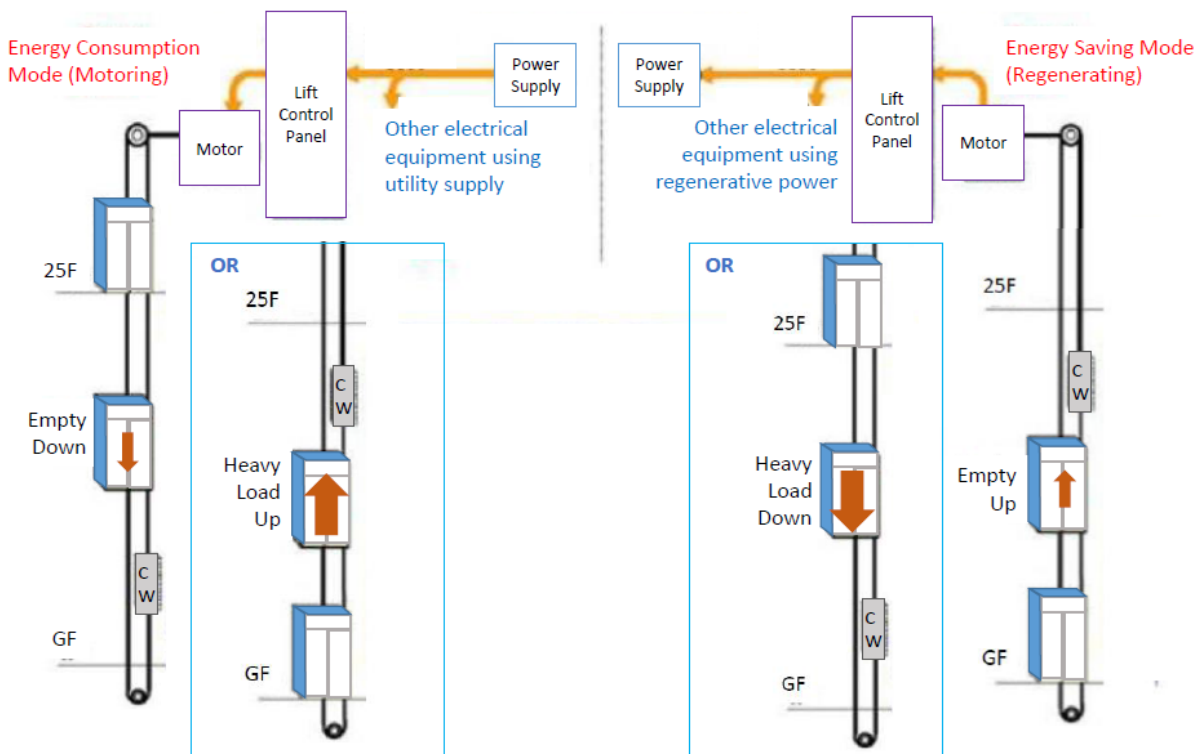 Energy Consumption
Mode (Motoring)
Motor
Lift
Control
Panel
Power
Supply
Other electrical
equipment using
utility supply
25F
Empty
Down
C
W
GF
OR
25F
C
W
Heavy
Load
Up
GF
Power
Supply
Other electrical
equipment using
regenerative power
Lift
Control
Panel
Motor
Energy Saving Mode
(Regenerating)
OR
25F
Heavy
Load
Down
C
W
GF
25F
C
W
Empty
Up
GF